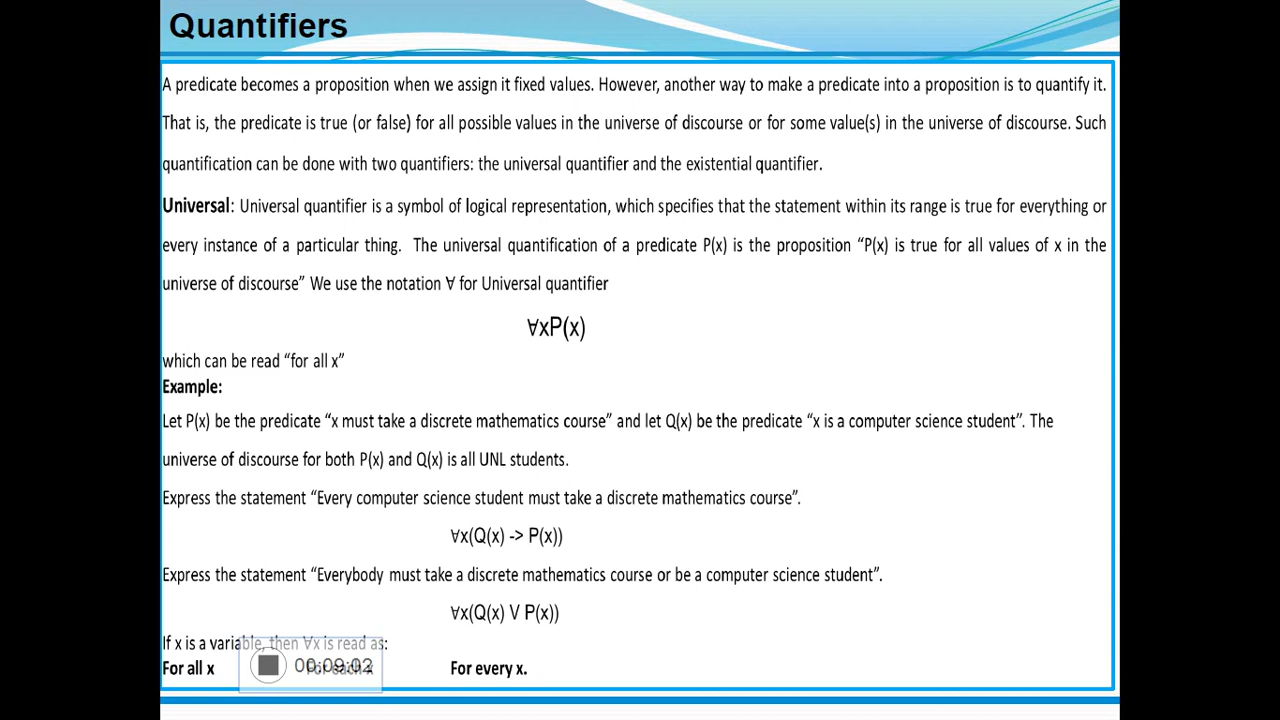 Quantifiers
A predicate becomes a proposition when we assign it fixed values. However, another way to make a predicate into a proposition is to quantify it.
That is, the predicate is true (or false) for all possible values in the universe of discourse or for some value(s) in the universe of discourse. Such
quantification can be done with two quantifiers: the universal quantifier and the existential quantifier.
Universal: Universal quantifier is a symbol of logical representation, which specifies that the statement within its range is true for everything or
every instance of a particular thing. The universal quantification of a predicate P(x) is the proposition “P(x) is true for all values of x in the
universe of discourse” We use the notation ∀ for Universal quantifier
∀xP(x)
which can be read “for all x”
Example:
Let P(x) be the predicate “x must take a discrete mathematics course” and let Q(x) be the predicate “x is a computer science student”. The
universe of discourse for both P(x) and Q(x) is all UNL students.
Express the statement “Every computer science student must take a discrete mathematics course”.
∀x(Q(x) -> P(x))
Express the statement “Everybody must take a discrete mathematics course or be a computer science student”.
∀x(Q(x) V P(x))
If x is a variable, then ∀x is read as:
For all x For each x For every x.
00:09:02